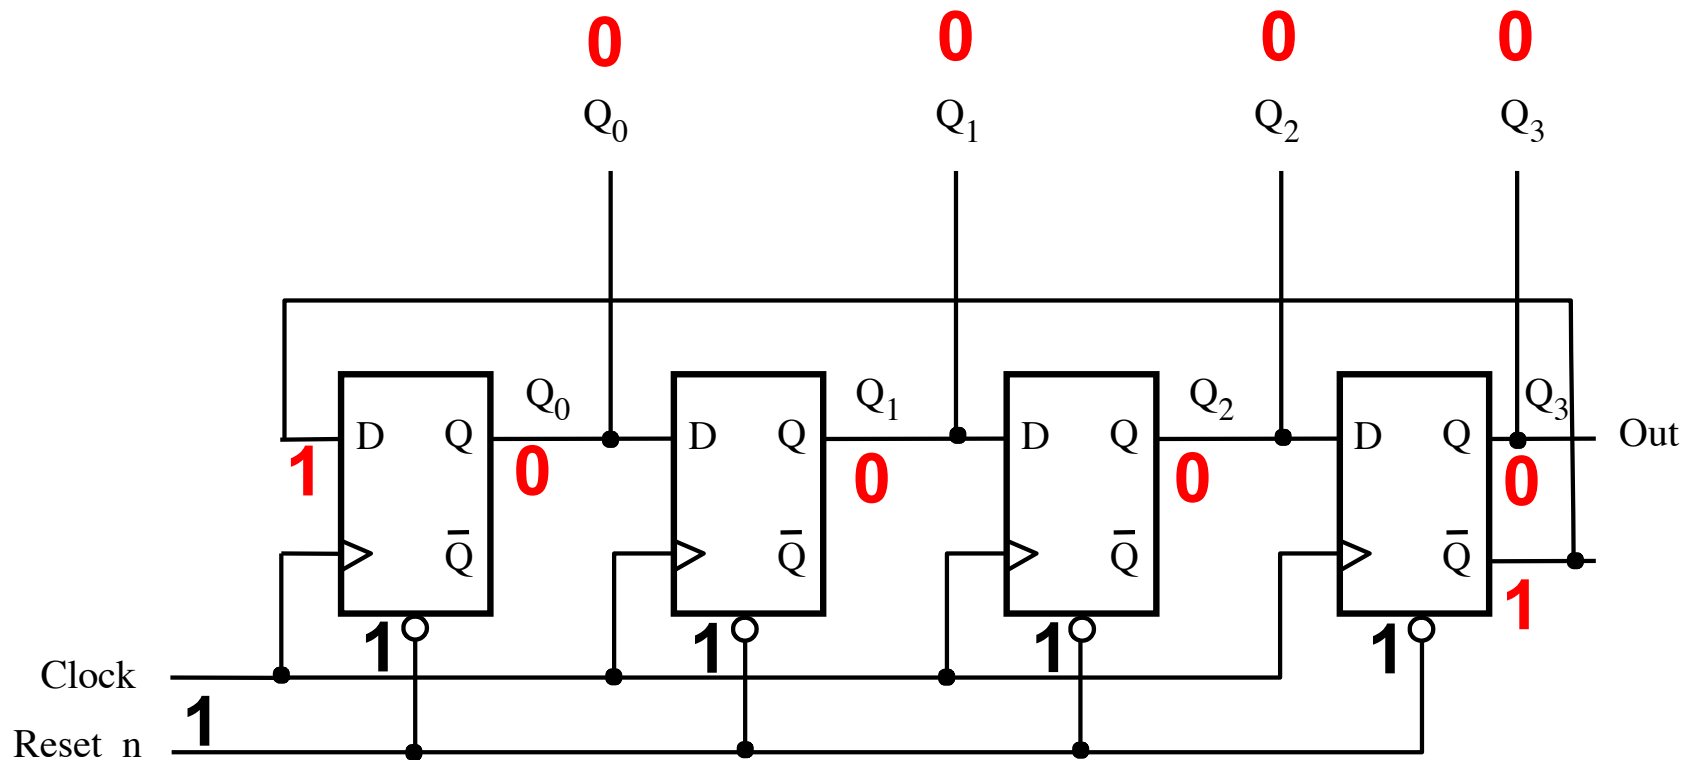 0 0 0 0
Q0 Q1 Q2 Q3
Q0 Q1 Q2 Q3
D Q D Q D Q D Q Out
1 0 0 0 0
Q̅ Q̅ Q̅ Q̅
1
1 1 1 1
Clock
1
Reset n